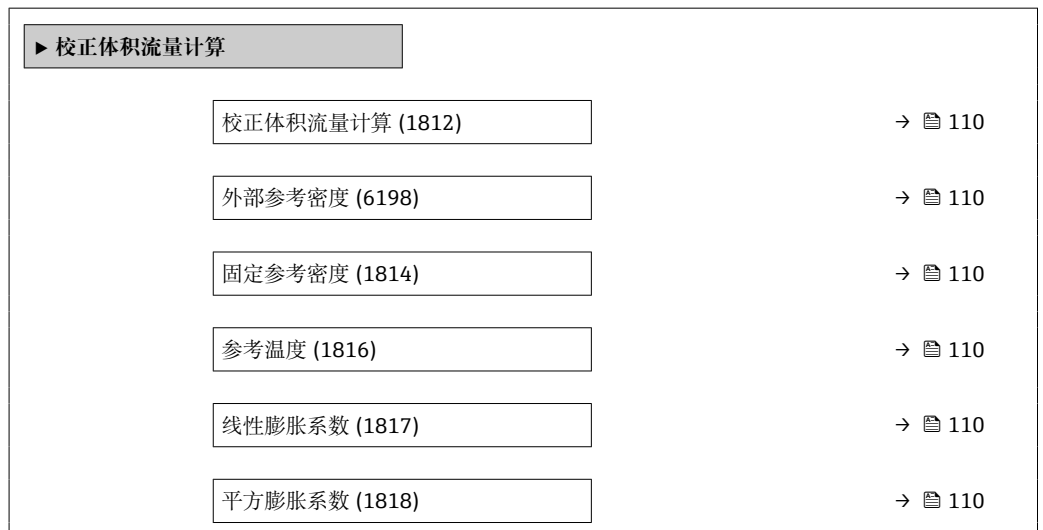 ▶ 校正体积流量计算
校正体积流量计算 (1812) → 🖹 110
外部参考密度 (6198) → 🖹 110
固定参考密度 (1814) → 🖹 110
参考温度 (1816) → 🖹 110
线性膨胀系数 (1817) → 🖹 110
平方膨胀系数 (1818) → 🖹 110